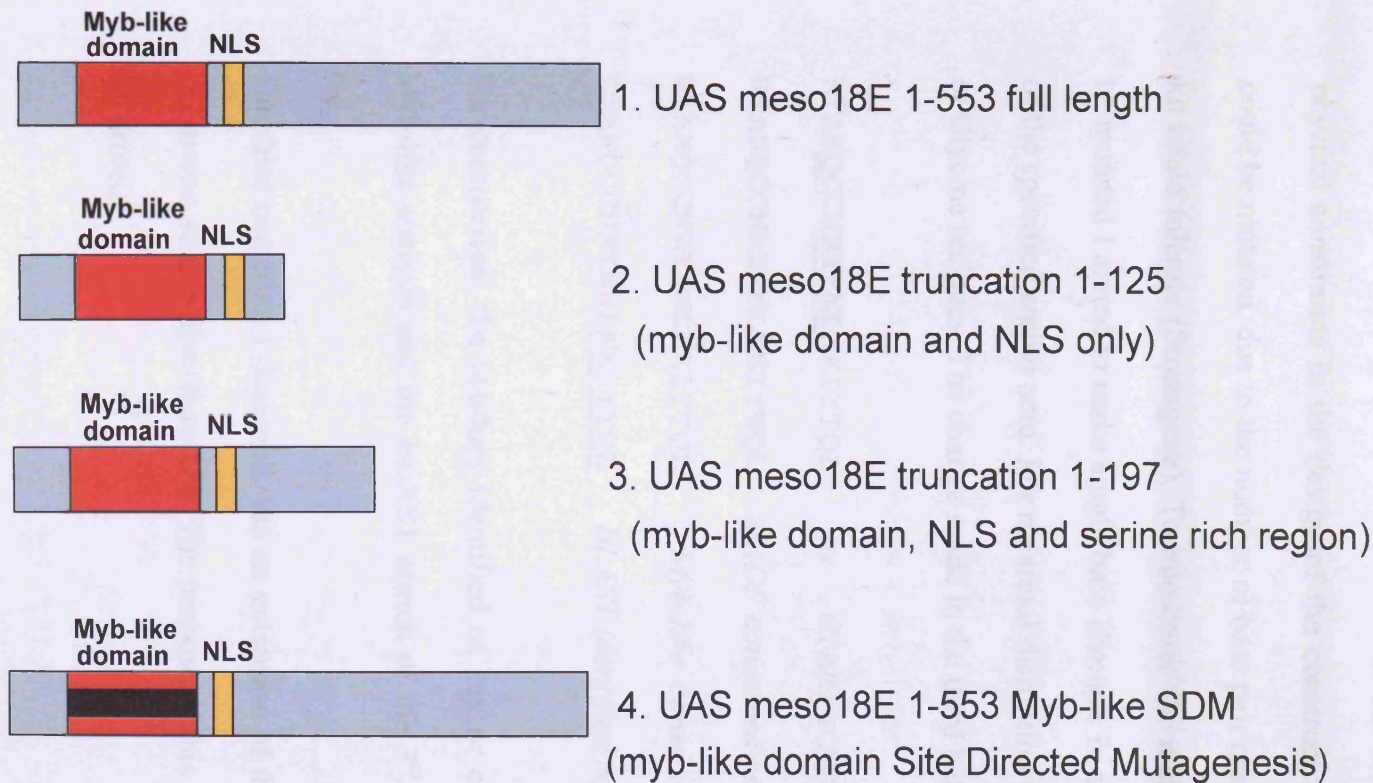 Myb-like
domain NLS
1. UAS meso18E 1-553 full length
Myb-like
domain NLS
2. UAS meso18E truncation 1-125
(myb-like domain and NLS only)
Myb-like
domain NLS
3. UAS meso18E truncation 1-197
(myb-like domain, NLS and serine rich region)
Myb-like
domain NLS
4. UAS meso18E 1-553 Myb-like SDM
(myb-like domain Site Directed Mutagenesis)